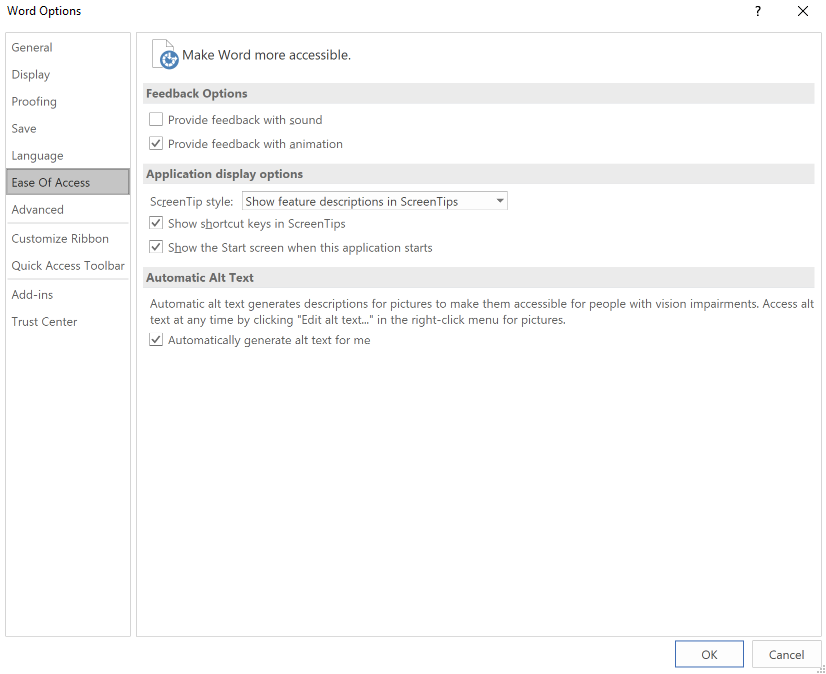 Word Options
?
General
Display
Proofing
Save
Language
Ease Of Access
Advanced
Customize Ribbon
Quick Access Toolbar
Add-ins
Trust Center
Make Word more accessible.
Feedback Options
Provide feedback with sound
Provide feedback with animation
Application display options
ScreenTip style: Show feature descriptions in ScreenTips
Show shortcut keys in ScreenTips
Show the Start screen when this application starts
Automatic Alt Text
Automatic alt text generates descriptions for pictures to make them accessible for people with vision impairments. Access alt
text at any time by clicking "Edit alt text..." in the right-click menu for pictures.
Automatically generate alt text for me
OK Cancel